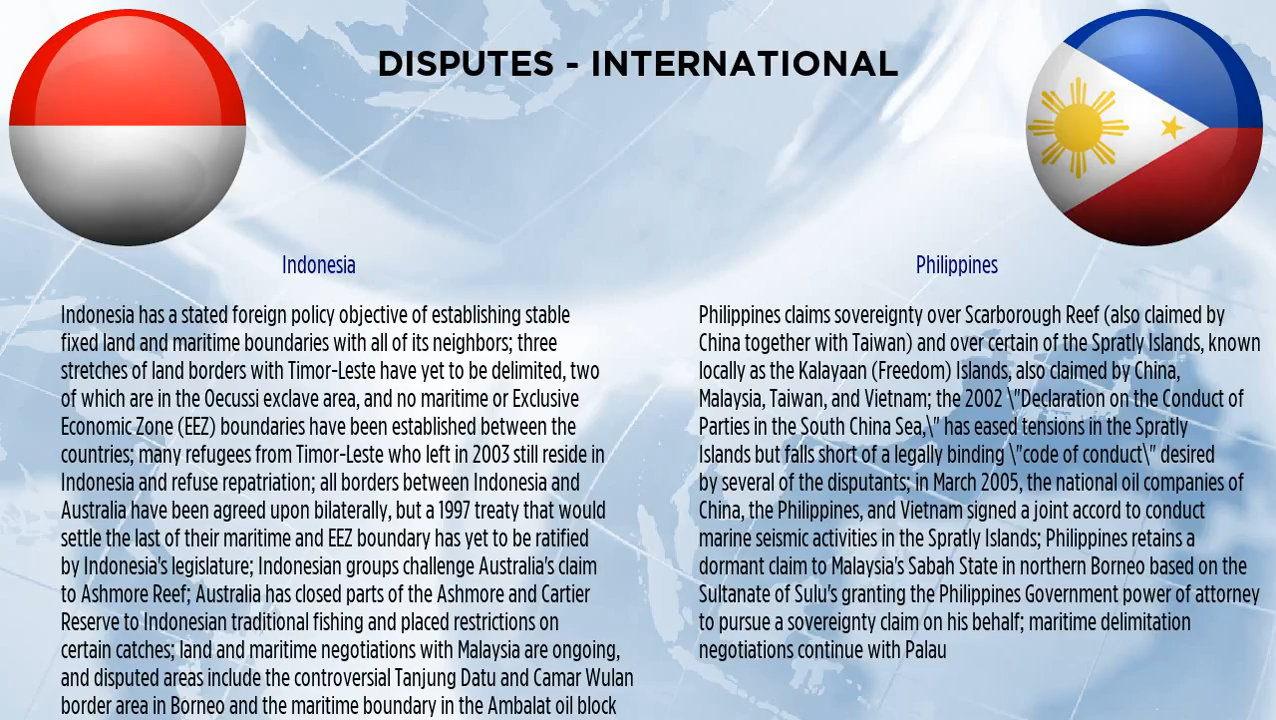 DISPUTES - INTERNATIONAL
Indonesia
Indonesia has a stated foreign policy objective of establishing stable
fixed land and maritime boundaries with all of its neighbors; three
stretches of land borders with Timor-Leste have yet to be delimited, two
of which are in the Oecussi exclave area, and no maritime or Exclusive
Economic Zone (EEZ) boundaries have been established between the
countries; many refugees from Timor-Leste who left in 2003 still reside in
Indonesia and refuse repatriation; all borders between Indonesia and
Australia have been agreed upon bilaterally, but a 1997 treaty that would
settle the last of their maritime and EEZ boundary has yet to be ratified
by Indonesia's legislature; Indonesian groups challenge Australia's claim
to Ashmore Reef; Australia has closed parts of the Ashmore and Cartier
Reserve to Indonesian traditional fishing and placed restrictions on
certain catches; land and maritime negotiations with Malaysia are ongoing,
and disputed areas include the controversial Tanjung Datu and Camar Wulan
border area in Borneo and the maritime boundary in the Ambalat oil block
Philippines
Philippines claims sovereignty over Scarborough Reef (also claimed by
China together with Taiwan) and over certain of the Spratly Islands, known
locally as the Kalayaan (Freedom) Islands, also claimed by China,
Malaysia, Taiwan, and Vietnam; the 2002 \"Declaration on the Conduct of
Parties in the South China Sea,\" has eased tensions in the Spratly
Islands but falls short of a legally binding \"code of conduct\" desired
by several of the disputants; in March 2005, the national oil companies of
China, the Philippines, and Vietnam signed a joint accord to conduct
marine seismic activities in the Spratly Islands; Philippines retains a
dormant claim to Malaysia's Sabah State in northern Borneo based on the
Sultanate of Sulu's granting the Philippines Government power of attorney
to pursue a sovereignty claim on his behalf; maritime delimitation
negotiations continue with Palau